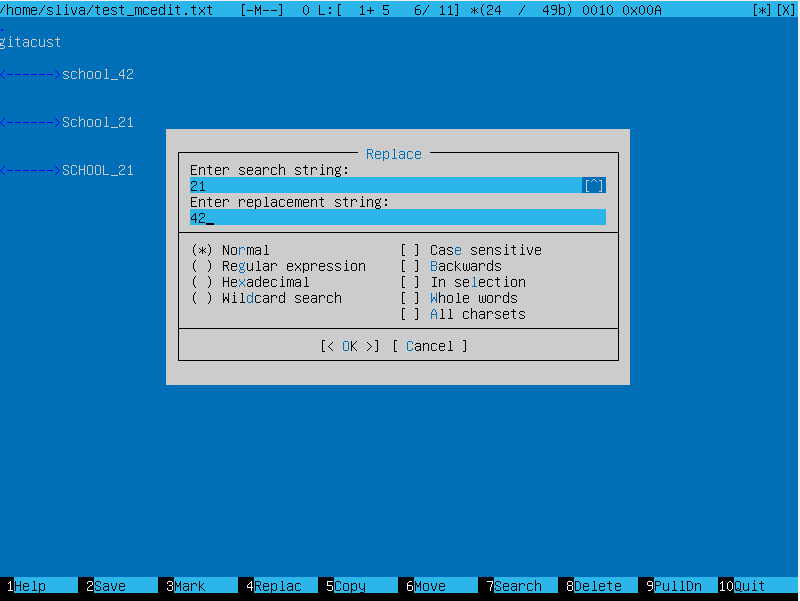 /home/sliva/test_mcedit.txt [-M--] 0 L:[ 1+ 5 6/ 11] *(24 / 49b) 0010 0x00A [*][X]
.
gitacust
<------>school_42
<------>School_21
<------>SCHOOL_21
Replace
Enter search string:
21 [^]
Enter replacement string:
42_
(*) Normal [ ] Case sensitive
( ) Regular expression [ ] Backwards
( ) Hexadecimal [ ] In selection
( ) Wildcard search [ ] Whole words
[ ] All charsets
[< OK >] [ Cancel ]
1Help 2Save 3Mark 4Replac 5Copy 6Move 7Search 8Delete 9PullDn 10Quit